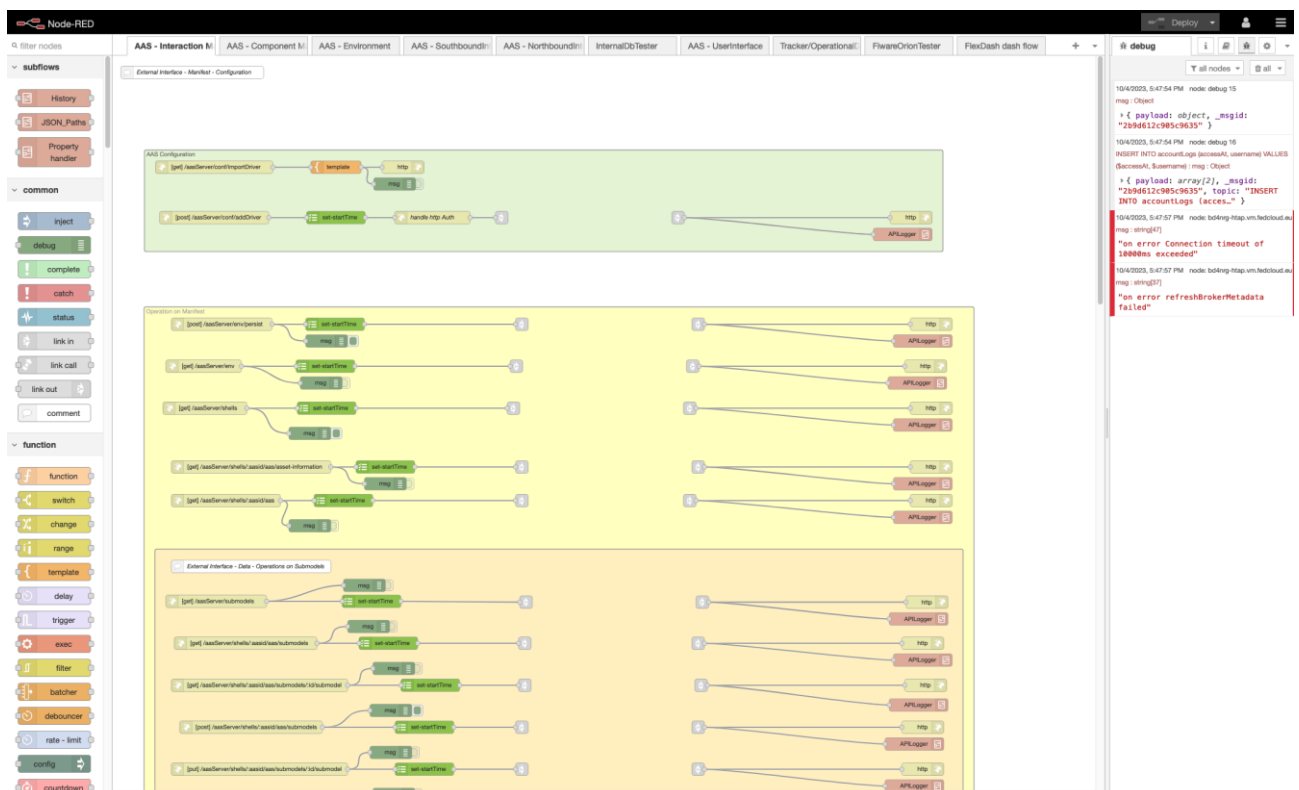 Node-RED
Deploy
filter nodes
AAS - Interaction M
AAS - Component M
AAS - Environment
AAS - SouthboundIn
AAS - NorthboundInt
InternalDbTester
AAS - UserInterface
Tracker/Operational
FiwareOrionTester
FlexDash dash flow
debug
all nodes
all
subflows
History
JSON_Paths
Property
handler
common
inject
debug
complete
catch
status
link in
link call
link out
comment
function
function
switch
change
range
template
delay
trigger
exec
filter
batcher
debouncer
rate - limit
config
countdown
External Interface - Manifest - Configuration
AAS Configuration
[get] /aasServer/conf/importDriver
template
http
msg
[post] /aasServer/conf/addDriver
set-startTime
handle-http Auth
http
APILogger
Operation on Manifest
[post] /aasServer/env/persist
set-startTime
http
msg
APILogger
[get] /aasServer/env
set-startTime
http
msg
APILogger
[get] /aasServer/shells
set-startTime
http
msg
APILogger
[get] /aasServer/shells/:aasid/aas/asset-information
set-startTime
http
msg
APILogger
[get] /aasServer/shells/:aasid/aas
set-startTime
http
msg
APILogger
External Interface - Data - Operations on Submodels
msg
[get] /aasServer/submodels
set-startTime
http
APILogger
msg
[get] /aasServer/shells/:aasid/aas/submodels
set-startTime
http
APILogger
msg
[get] /aasServer/shells/:aasid/aas/submodels/:id/submodel
set-startTime
http
APILogger
msg
[post] /aasServer/shells/:aasid/aas/submodels
set-startTime
http
APILogger
msg
[put] /aasServer/shells/:aasid/aas/submodels/:id/submodel
set-startTime
http
APILogger
10/4/2023, 5:47:54 PM node: debug 15
msg : Object
{ payload: object, _msgid:
"2b9d612c905c9635" }
10/4/2023, 5:47:54 PM node: debug 16
INSERT INTO accountLogs (accessAt, username) VALUES
($accessAt, $username) : msg : Object
{ payload: array[2], _msgid:
"2b9d612c905c9635", topic: "INSERT
INTO accountLogs (acces…" }
10/4/2023, 5:47:57 PM node: bd4nrg-htap.vm.fedcloud.eu
msg : string[47]
"on error Connection timeout of
10000ms exceeded"
10/4/2023, 5:47:57 PM node: bd4nrg-htap.vm.fedcloud.eu
msg : string[37]
"on error refreshBrokerMetadata
failed"